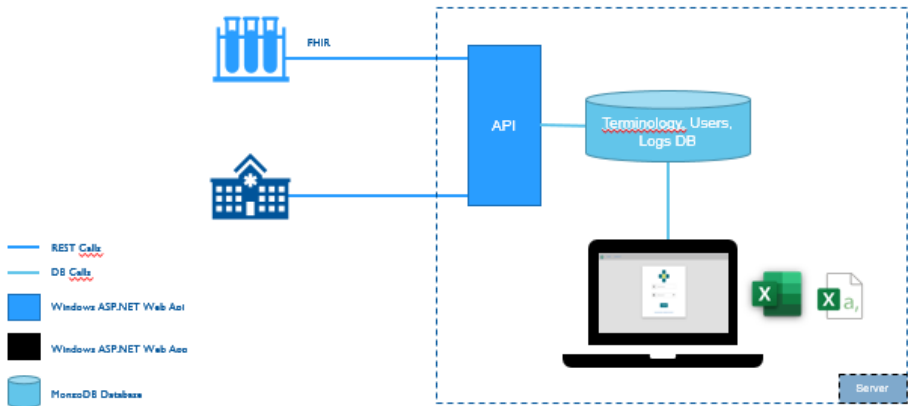 FHIR
API
Terminology, Users,
Logs DB
REST Calls
DB Calls
Windows ASP.NET Web Api
Windows ASP.NET Web App
MongoDB Database
X
X
a,
Server